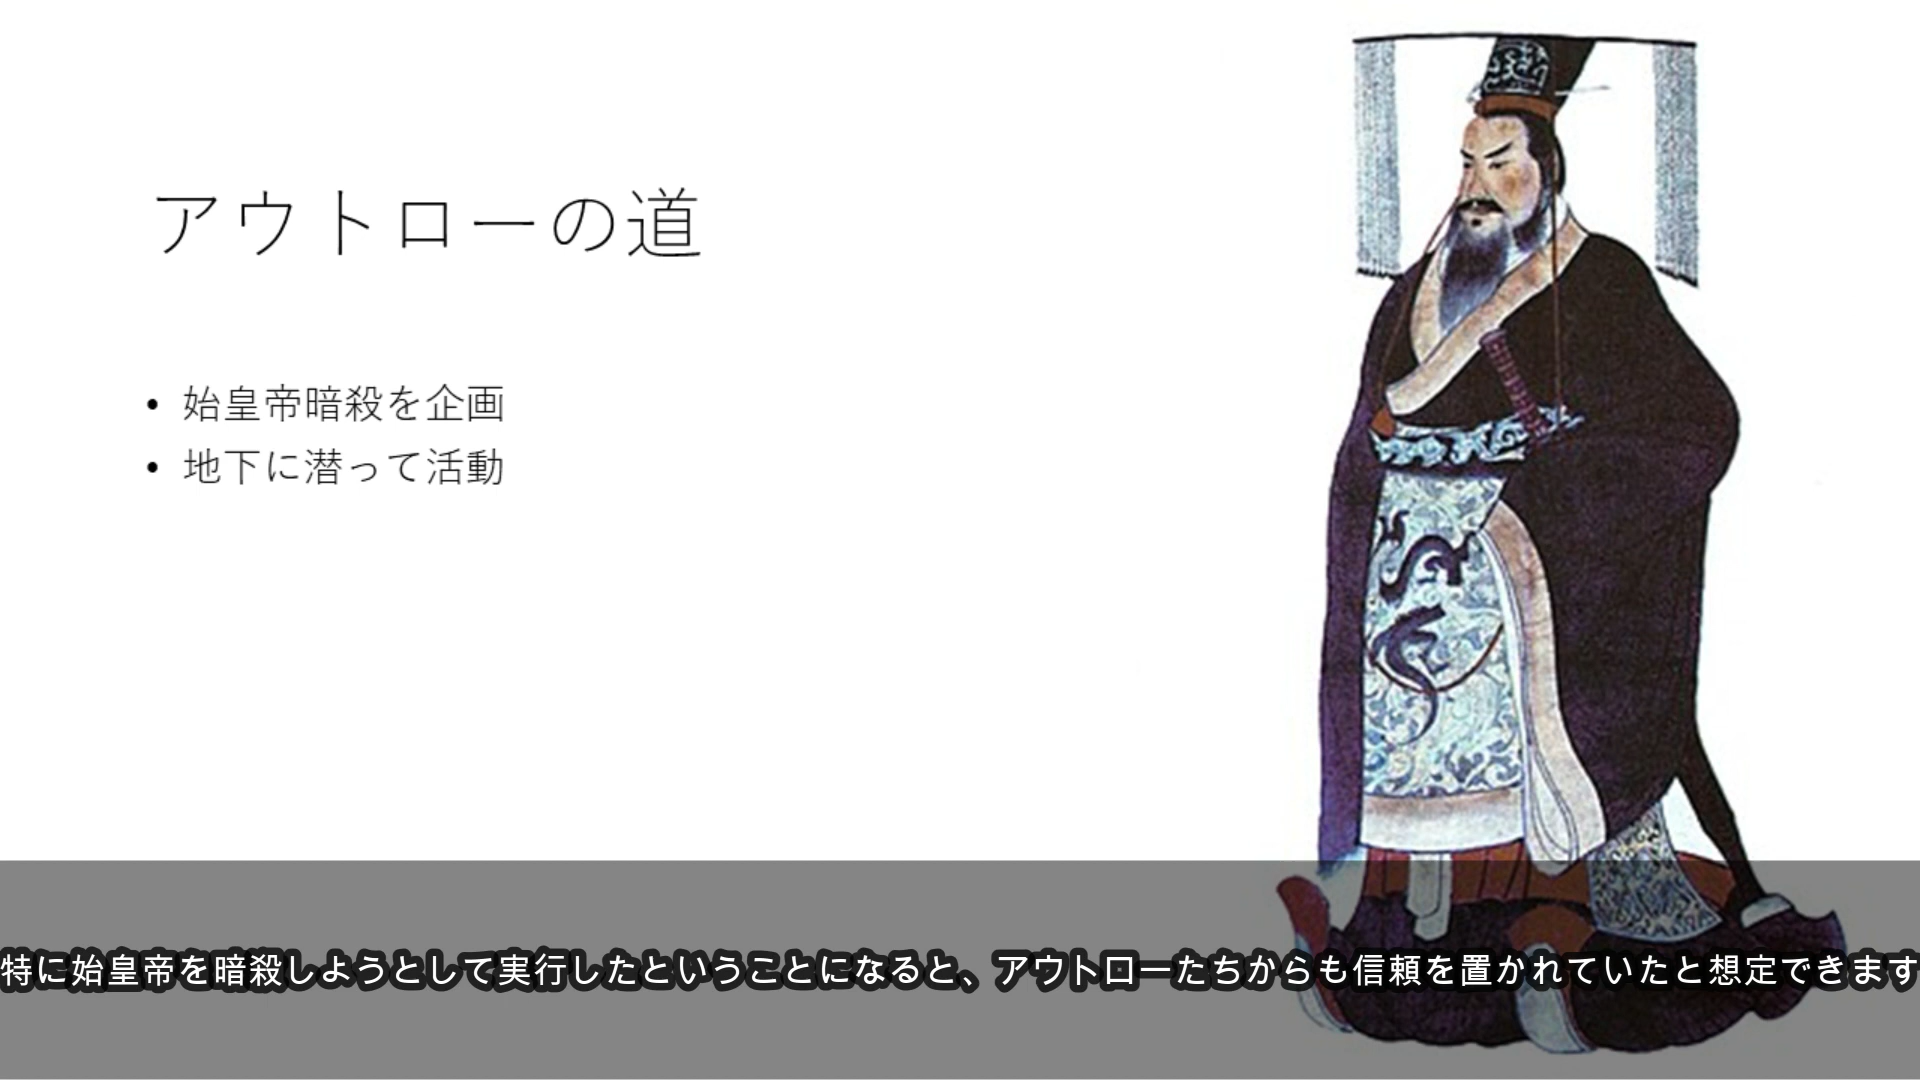 アウトローの道
• 始皇帝暗殺を企画
• 地下に潜って活動
特に始皇帝を暗殺しようとして実行したということになると、アウトローたちからも信頼を置かれていたと想定できます